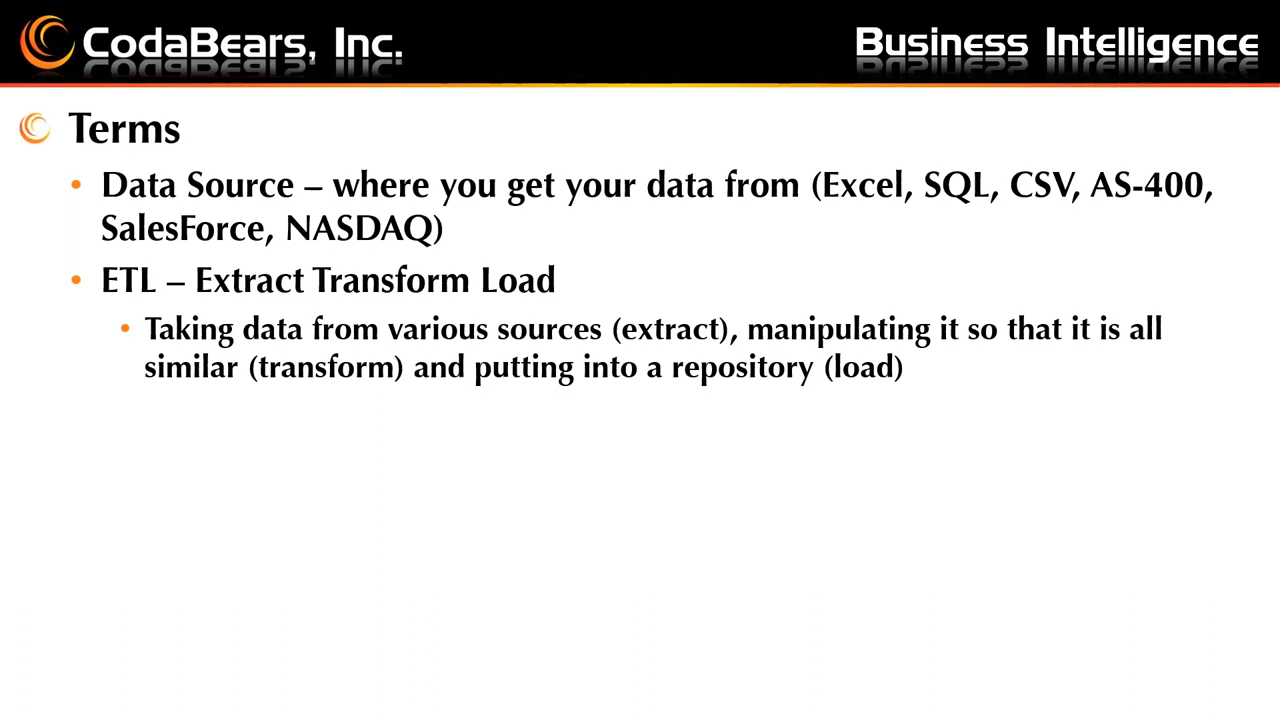 CodaBears, Inc.
Business Intelligence
Terms
• Data Source – where you get your data from (Excel, SQL, CSV, AS-400,
SalesForce, NASDAQ)
• ETL – Extract Transform Load
• Taking data from various sources (extract), manipulating it so that it is all
similar (transform) and putting into a repository (load)